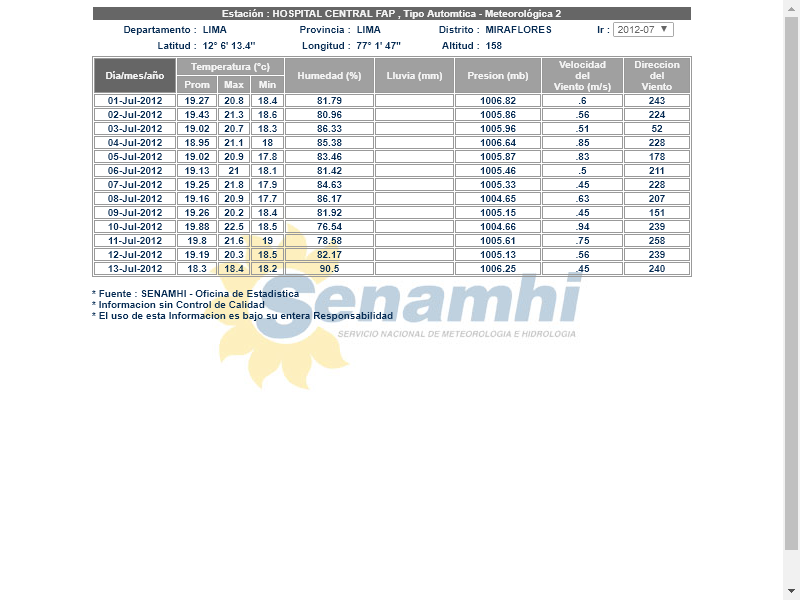 Estación : HOSPITAL CENTRAL FAP , Tipo Automtica - Meteorológica 2
Departamento : LIMA Provincia : LIMA Distrito : MIRAFLORES Ir : 2012-07
Latitud : 12° 6' 13.4" Longitud : 77° 1' 47" Altitud : 158
Dia/mes/año Temperatura (°c) Humedad (%) Lluvia (mm) Presion (mb) Velocidad del Viento (m/s) Direccion del Viento
Prom Max Min
01-Jul-2012 19.27 20.8 18.4 81.79 1006.82 .6 243
02-Jul-2012 19.43 21.3 18.6 80.96 1005.86 .56 224
03-Jul-2012 19.02 20.7 18.3 86.33 1005.96 .51 52
04-Jul-2012 18.95 21.1 18 85.38 1006.64 .85 228
05-Jul-2012 19.02 20.9 17.8 83.46 1005.87 .83 178
06-Jul-2012 19.13 21 18.1 81.42 1005.46 .5 211
07-Jul-2012 19.25 21.8 17.9 84.63 1005.33 .45 228
08-Jul-2012 19.16 20.9 17.7 86.17 1004.65 .63 207
09-Jul-2012 19.26 20.2 18.4 81.92 1005.15 .45 151
10-Jul-2012 19.88 22.5 18.5 76.54 1004.66 .94 239
11-Jul-2012 19.8 21.6 19 78.58 1005.61 .75 258
12-Jul-2012 19.19 20.3 18.5 82.17 1005.13 .56 239
13-Jul-2012 18.3 18.4 18.2 90.5 1006.25 .45 240
* Fuente : SENAMHI - Oficina de Estadistica
* Informacion sin Control de Calidad
* El uso de esta Informacion es bajo su entera Responsabilidad
Senamhi
SERVICIO NACIONAL DE METEOROLOGIA E HIDROLOGIA